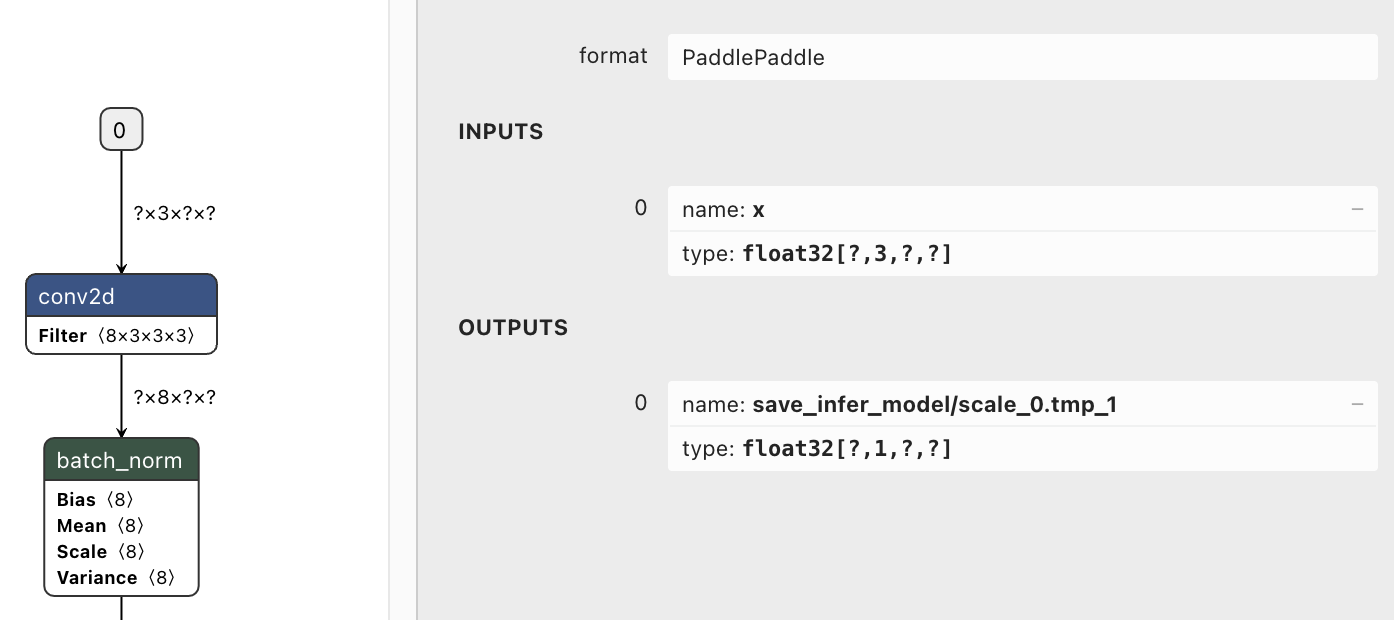 0
?×3×?×?
conv2d
Filter ⟨8×3×3×3⟩
?×8×?×?
batch_norm
Bias ⟨8⟩
Mean ⟨8⟩
Scale ⟨8⟩
Variance ⟨8⟩
format PaddlePaddle
INPUTS
0 name: x –
type: float32[?,3,?,?]
OUTPUTS
0 name: save_infer_model/scale_0.tmp_1 –
type: float32[?,1,?,?]